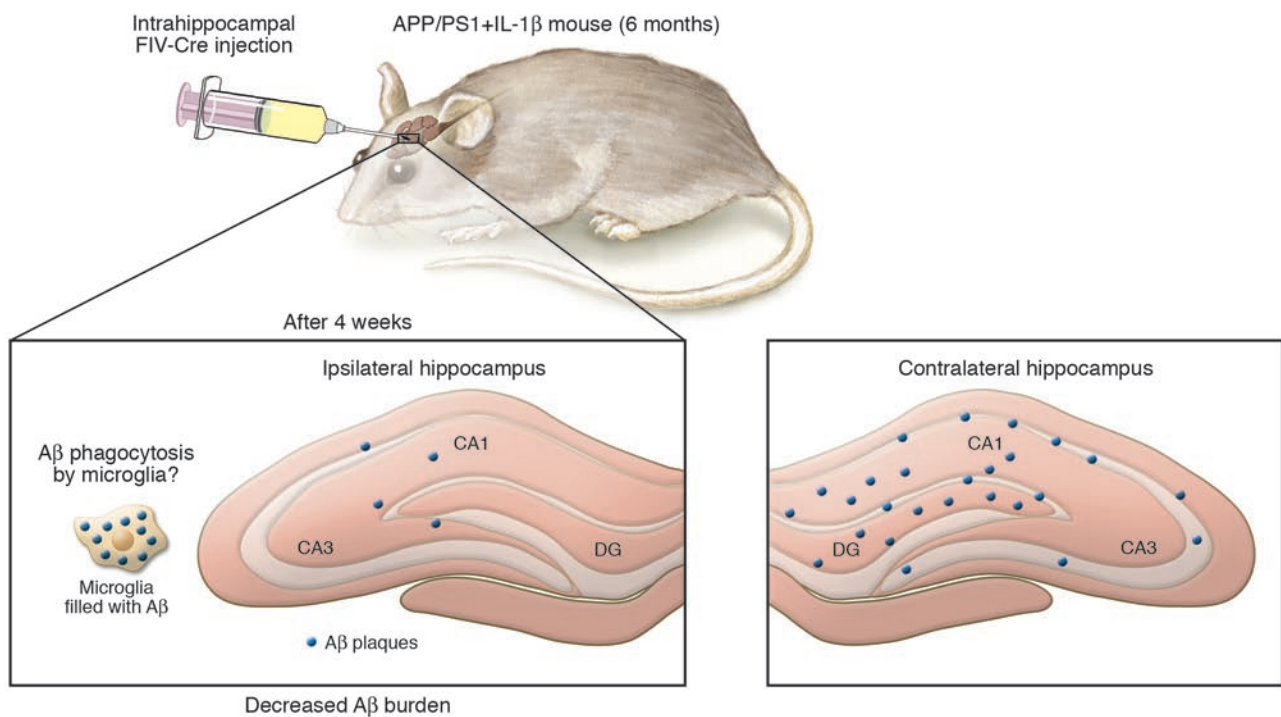 Intrahippocampal
FIV-Cre injection
APP/PS1+IL-1β mouse (6 months)
After 4 weeks
Ipsilateral hippocampus
CA1
Aβ phagocytosis
by microglia?
CA3
DG
Microglia
filled with Aβ
Aβ plaques
Decreased Aβ burden
Contralateral hippocampus
CA1
DG
CA3